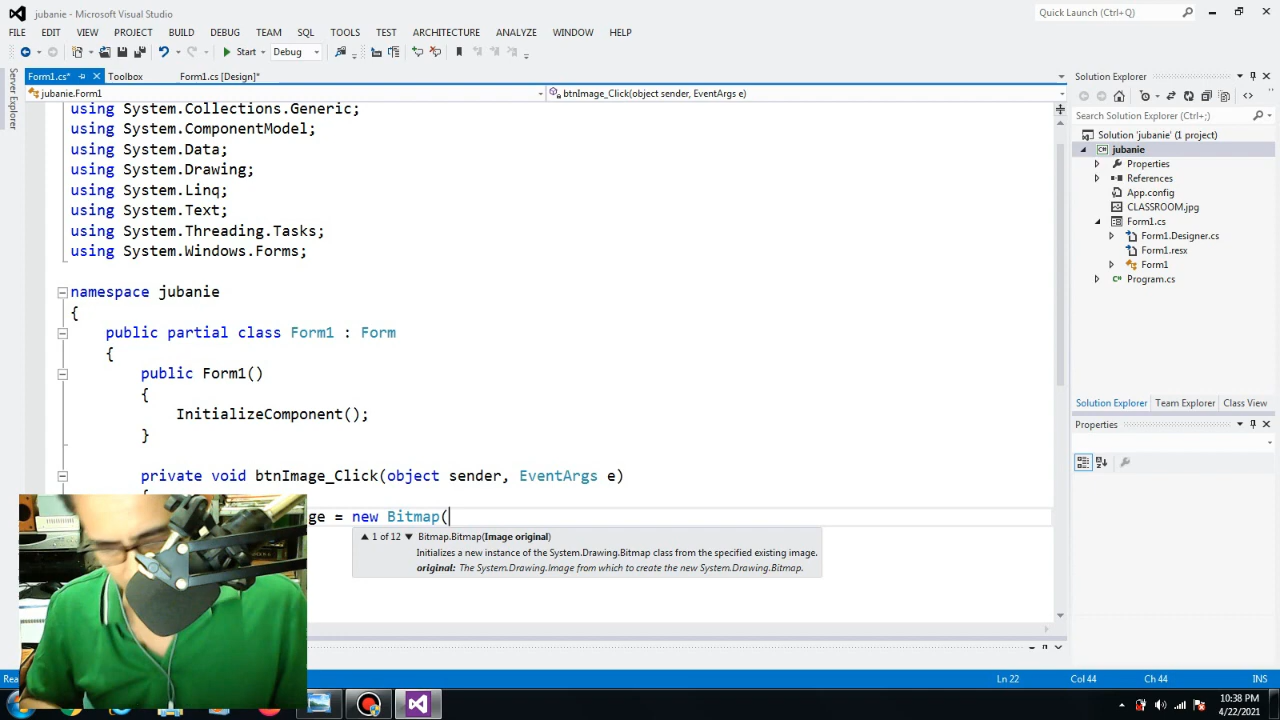 jubanie - Microsoft Visual Studio
Quick Launch (Ctrl+Q)
FILE EDIT VIEW PROJECT BUILD DEBUG TEAM SQL TOOLS TEST ARCHITECTURE ANALYZE WINDOW HELP
Start Debug
Server Explorer
Form1.cs* Toolbox Form1.cs [Design]*
jubanie.Form1 btnImage_Click(object sender, EventArgs e)
using System.Collections.Generic;
using System.ComponentModel;
using System.Data;
using System.Drawing;
using System.Linq;
using System.Text;
using System.Threading.Tasks;
using System.Windows.Forms;
namespace jubanie
{
public partial class Form1 : Form
{
public Form1()
{
InitializeComponent();
}
private void btnImage_Click(object sender, EventArgs e)
ge = new Bitmap(
1 of 12 Bitmap.Bitmap(Image original)
Initializes a new instance of the System.Drawing.Bitmap class from the specified existing image.
original: The System.Drawing.Image from which to create the new System.Drawing.Bitmap.
Solution Explorer
Search Solution Explorer (Ctrl+;)
Solution 'jubanie' (1 project)
jubanie
Properties
References
App.config
CLASSROOM.jpg
Form1.cs
Form1.Designer.cs
Form1.resx
Form1
Program.cs
Solution Explorer Team Explorer Class View
Properties
Rea
Ln 22 Col 44 Ch 44 INS
10:38 PM
4/22/2021